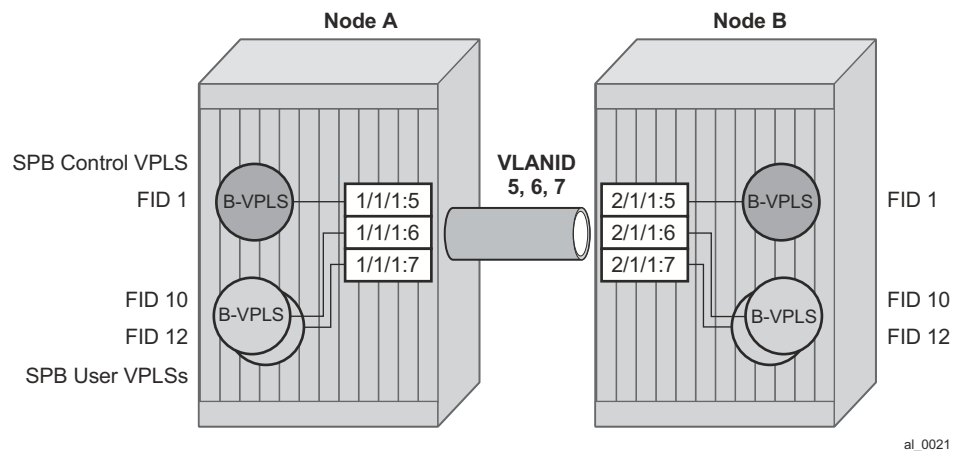 Node A
Node B
SPB Control VPLS
FID 1
B-VPLS
1/1/1:5
1/1/1:6
1/1/1:7
VLANID
5, 6, 7
2/1/1:5
2/1/1:6
2/1/1:7
B-VPLS
FID 1
FID 10
FID 12
B-VPLS
SPB User VPLSs
B-VPLS
FID 10
FID 12
al_0021